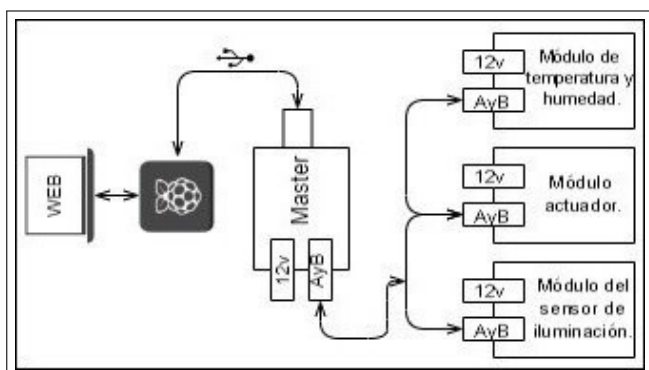 WEB
Master
12v
AyB
12v
AyB
Módulo de
temperatura y
humedad.
12v
AyB
Módulo
actuador.
12v
AyB
Módulo del
sensor de
iluminación.